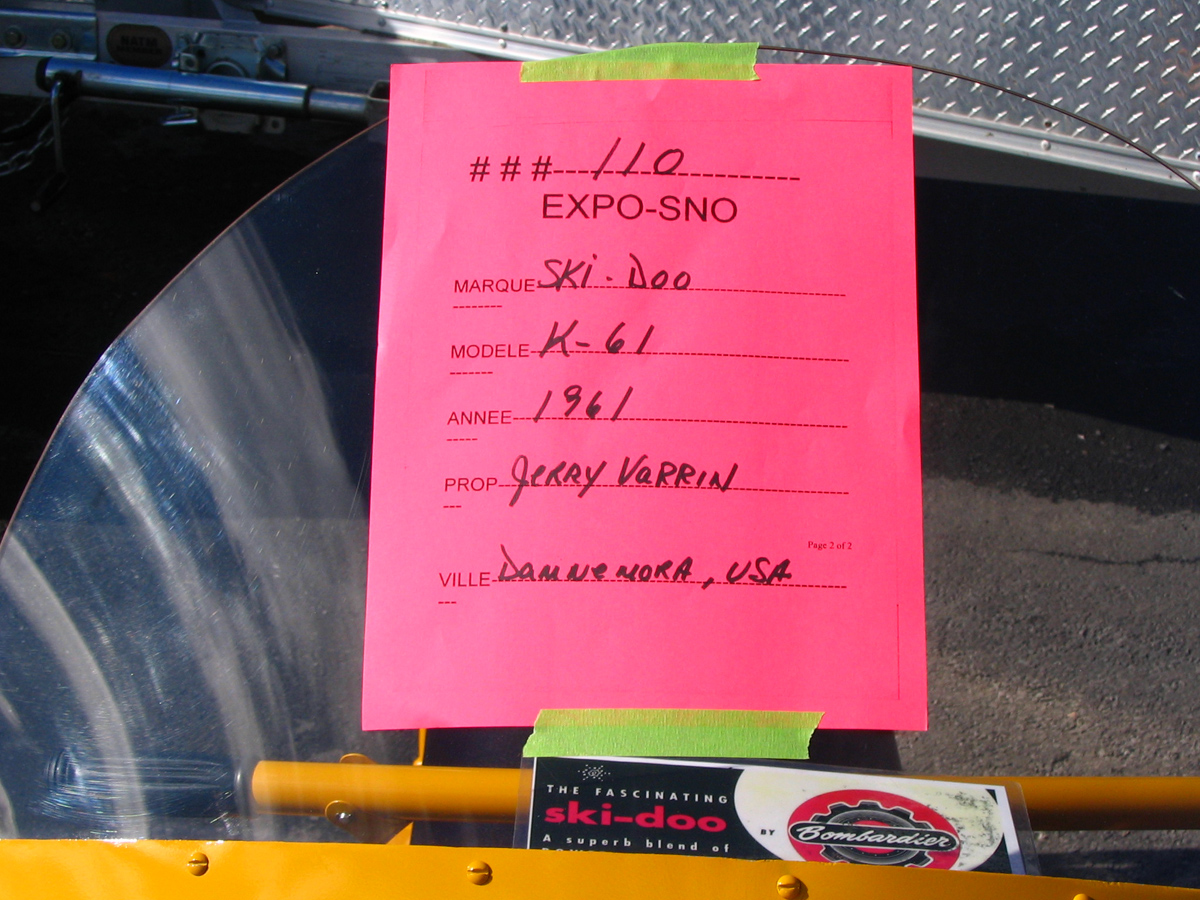 ###---110---
EXPO-SNO
MARQUE SKi-Doo
MODELE K-61
ANNEE 1961
PROP JERRY VARRIN
Page 2 of 2
VILLE DaNNeMORA, USA
THE FASCINATING
ski-doo
BY Bombardier
A superb blend of